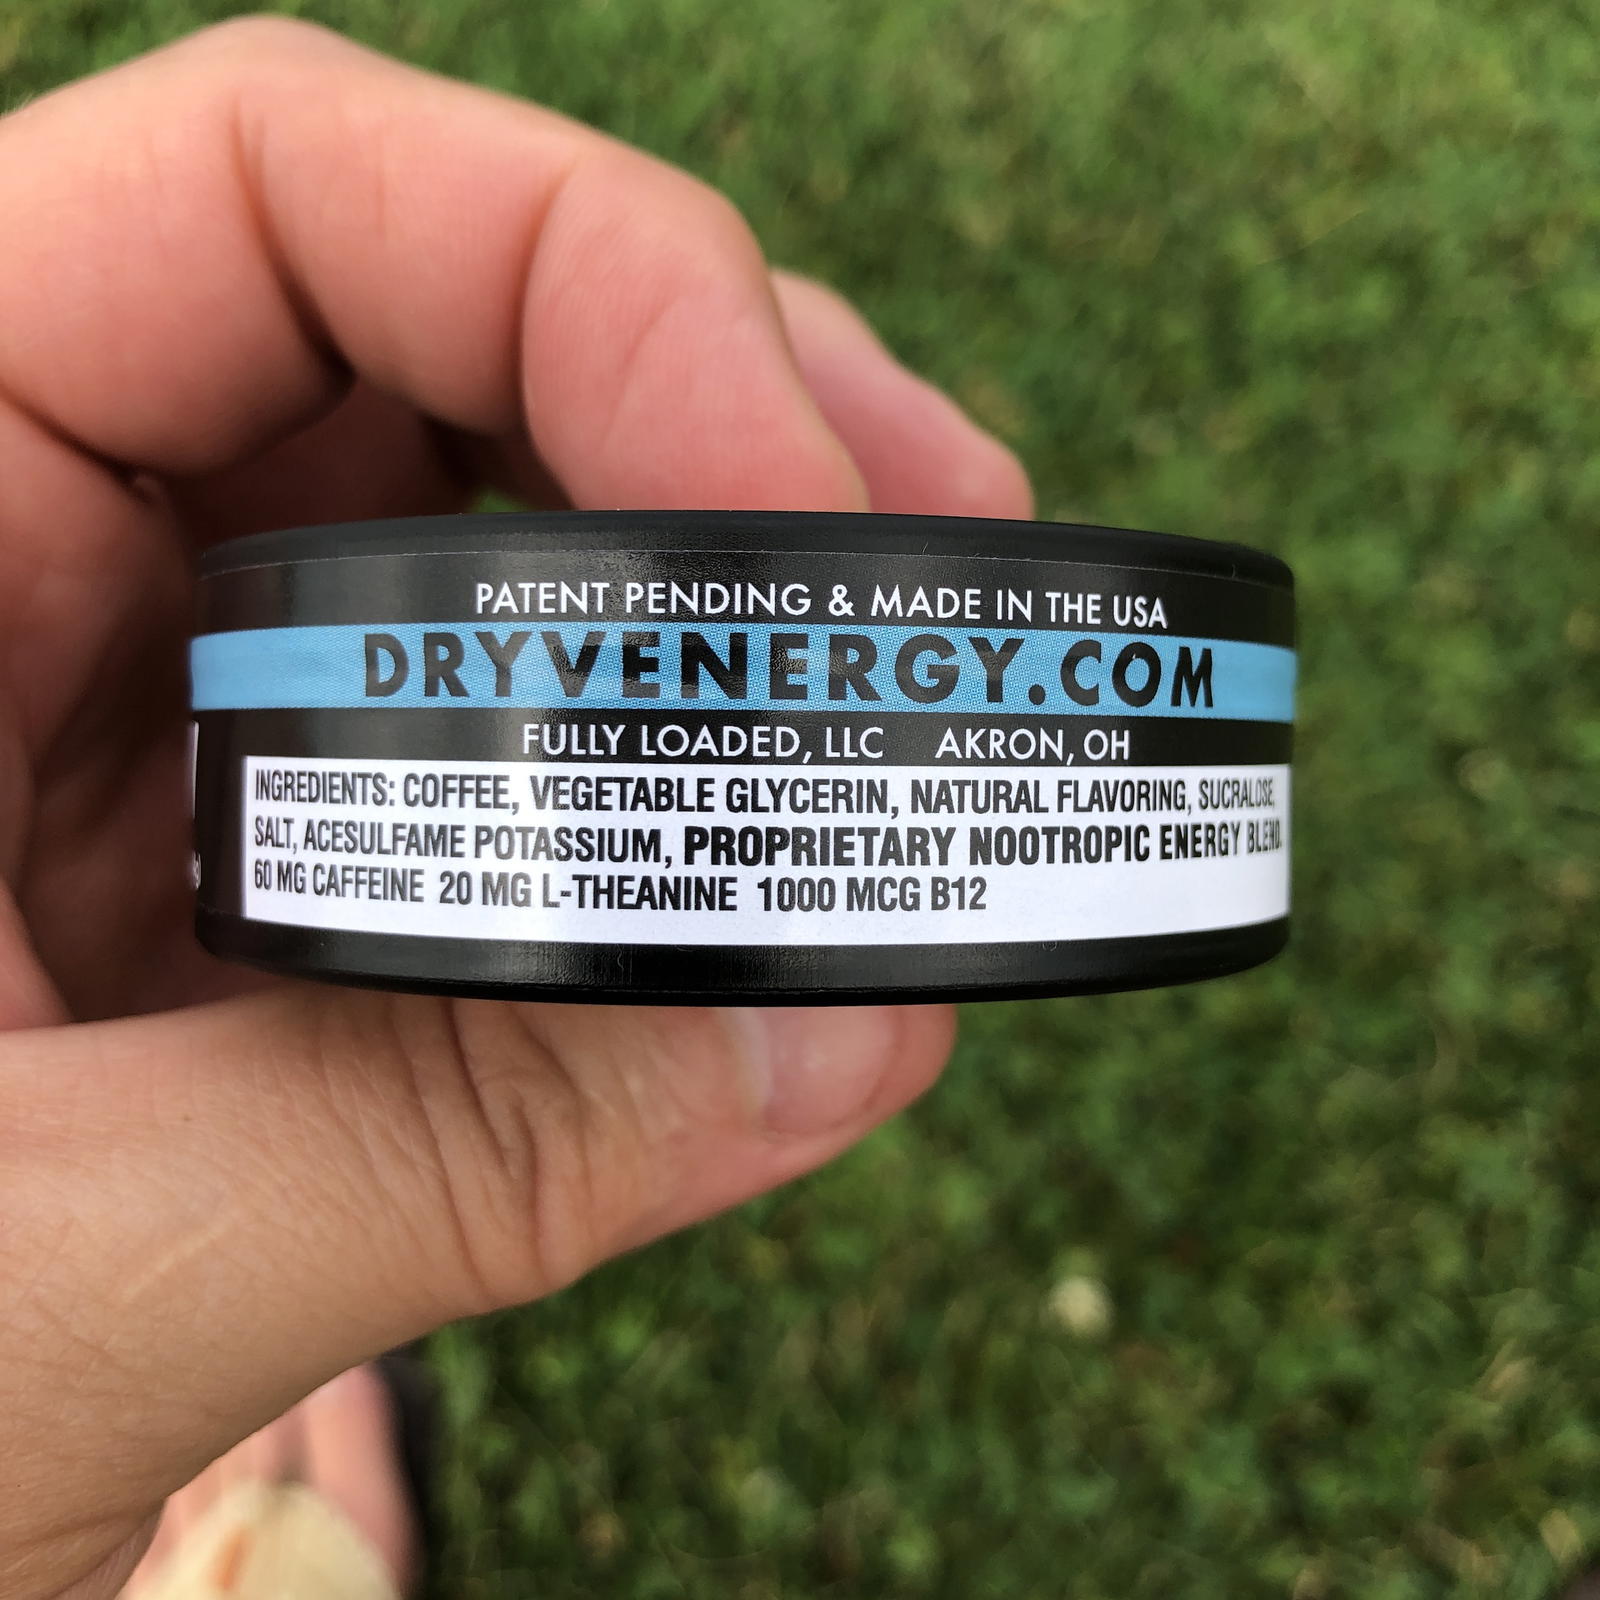 PATENT PENDING & MADE IN THE USA
DRYVENERGY.COM
FULLY LOADED, LLC AKRON, OH
INGREDIENTS: COFFEE, VEGETABLE GLYCERIN, NATURAL FLAVORING, SUCRALOSE,
SALT, ACESULFAME POTASSIUM, PROPRIETARY NOOTROPIC ENERGY BLEND.
60 MG CAFFEINE 20 MG L-THEANINE 1000 MCG B12